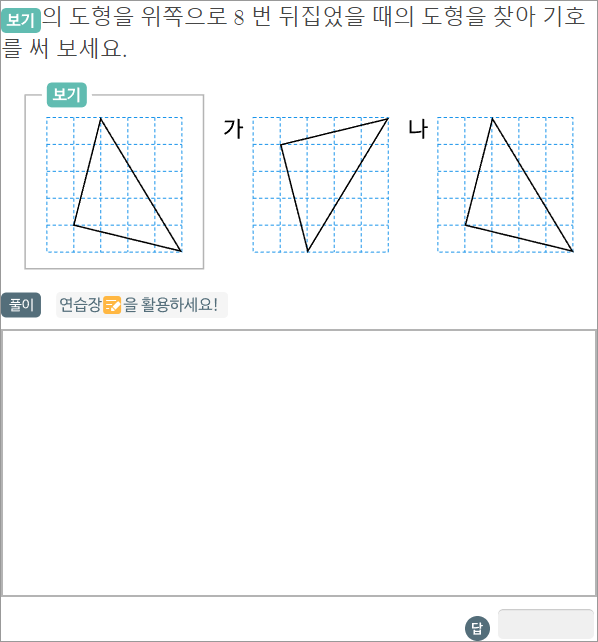 보기의 도형을 위쪽으로 8 번 뒤집었을 때의 도형을 찾아 기호
를 써 보세요.
보기
가
나
풀이 연습장을 활용하세요!
답